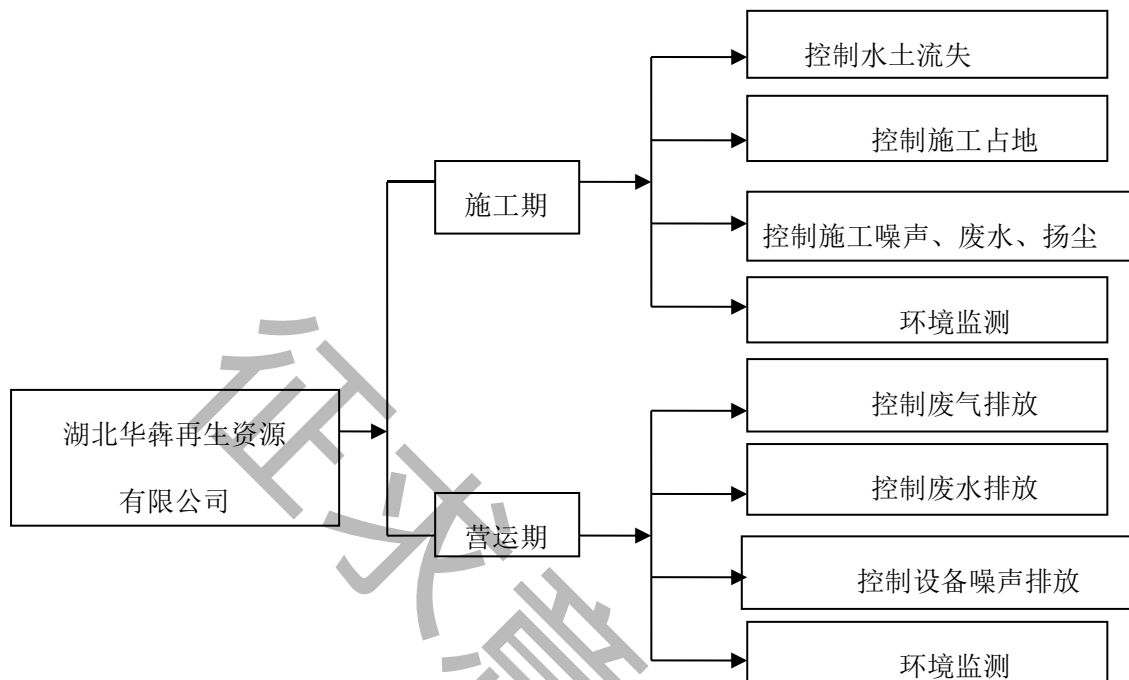 控制水土流失
控制施工占地
施工期
控制施工噪声、废水、扬尘
环境监测
湖北华犇再生资源
有限公司
控制废气排放
控制废水排放
营运期
控制设备噪声排放
环境监测
征求意